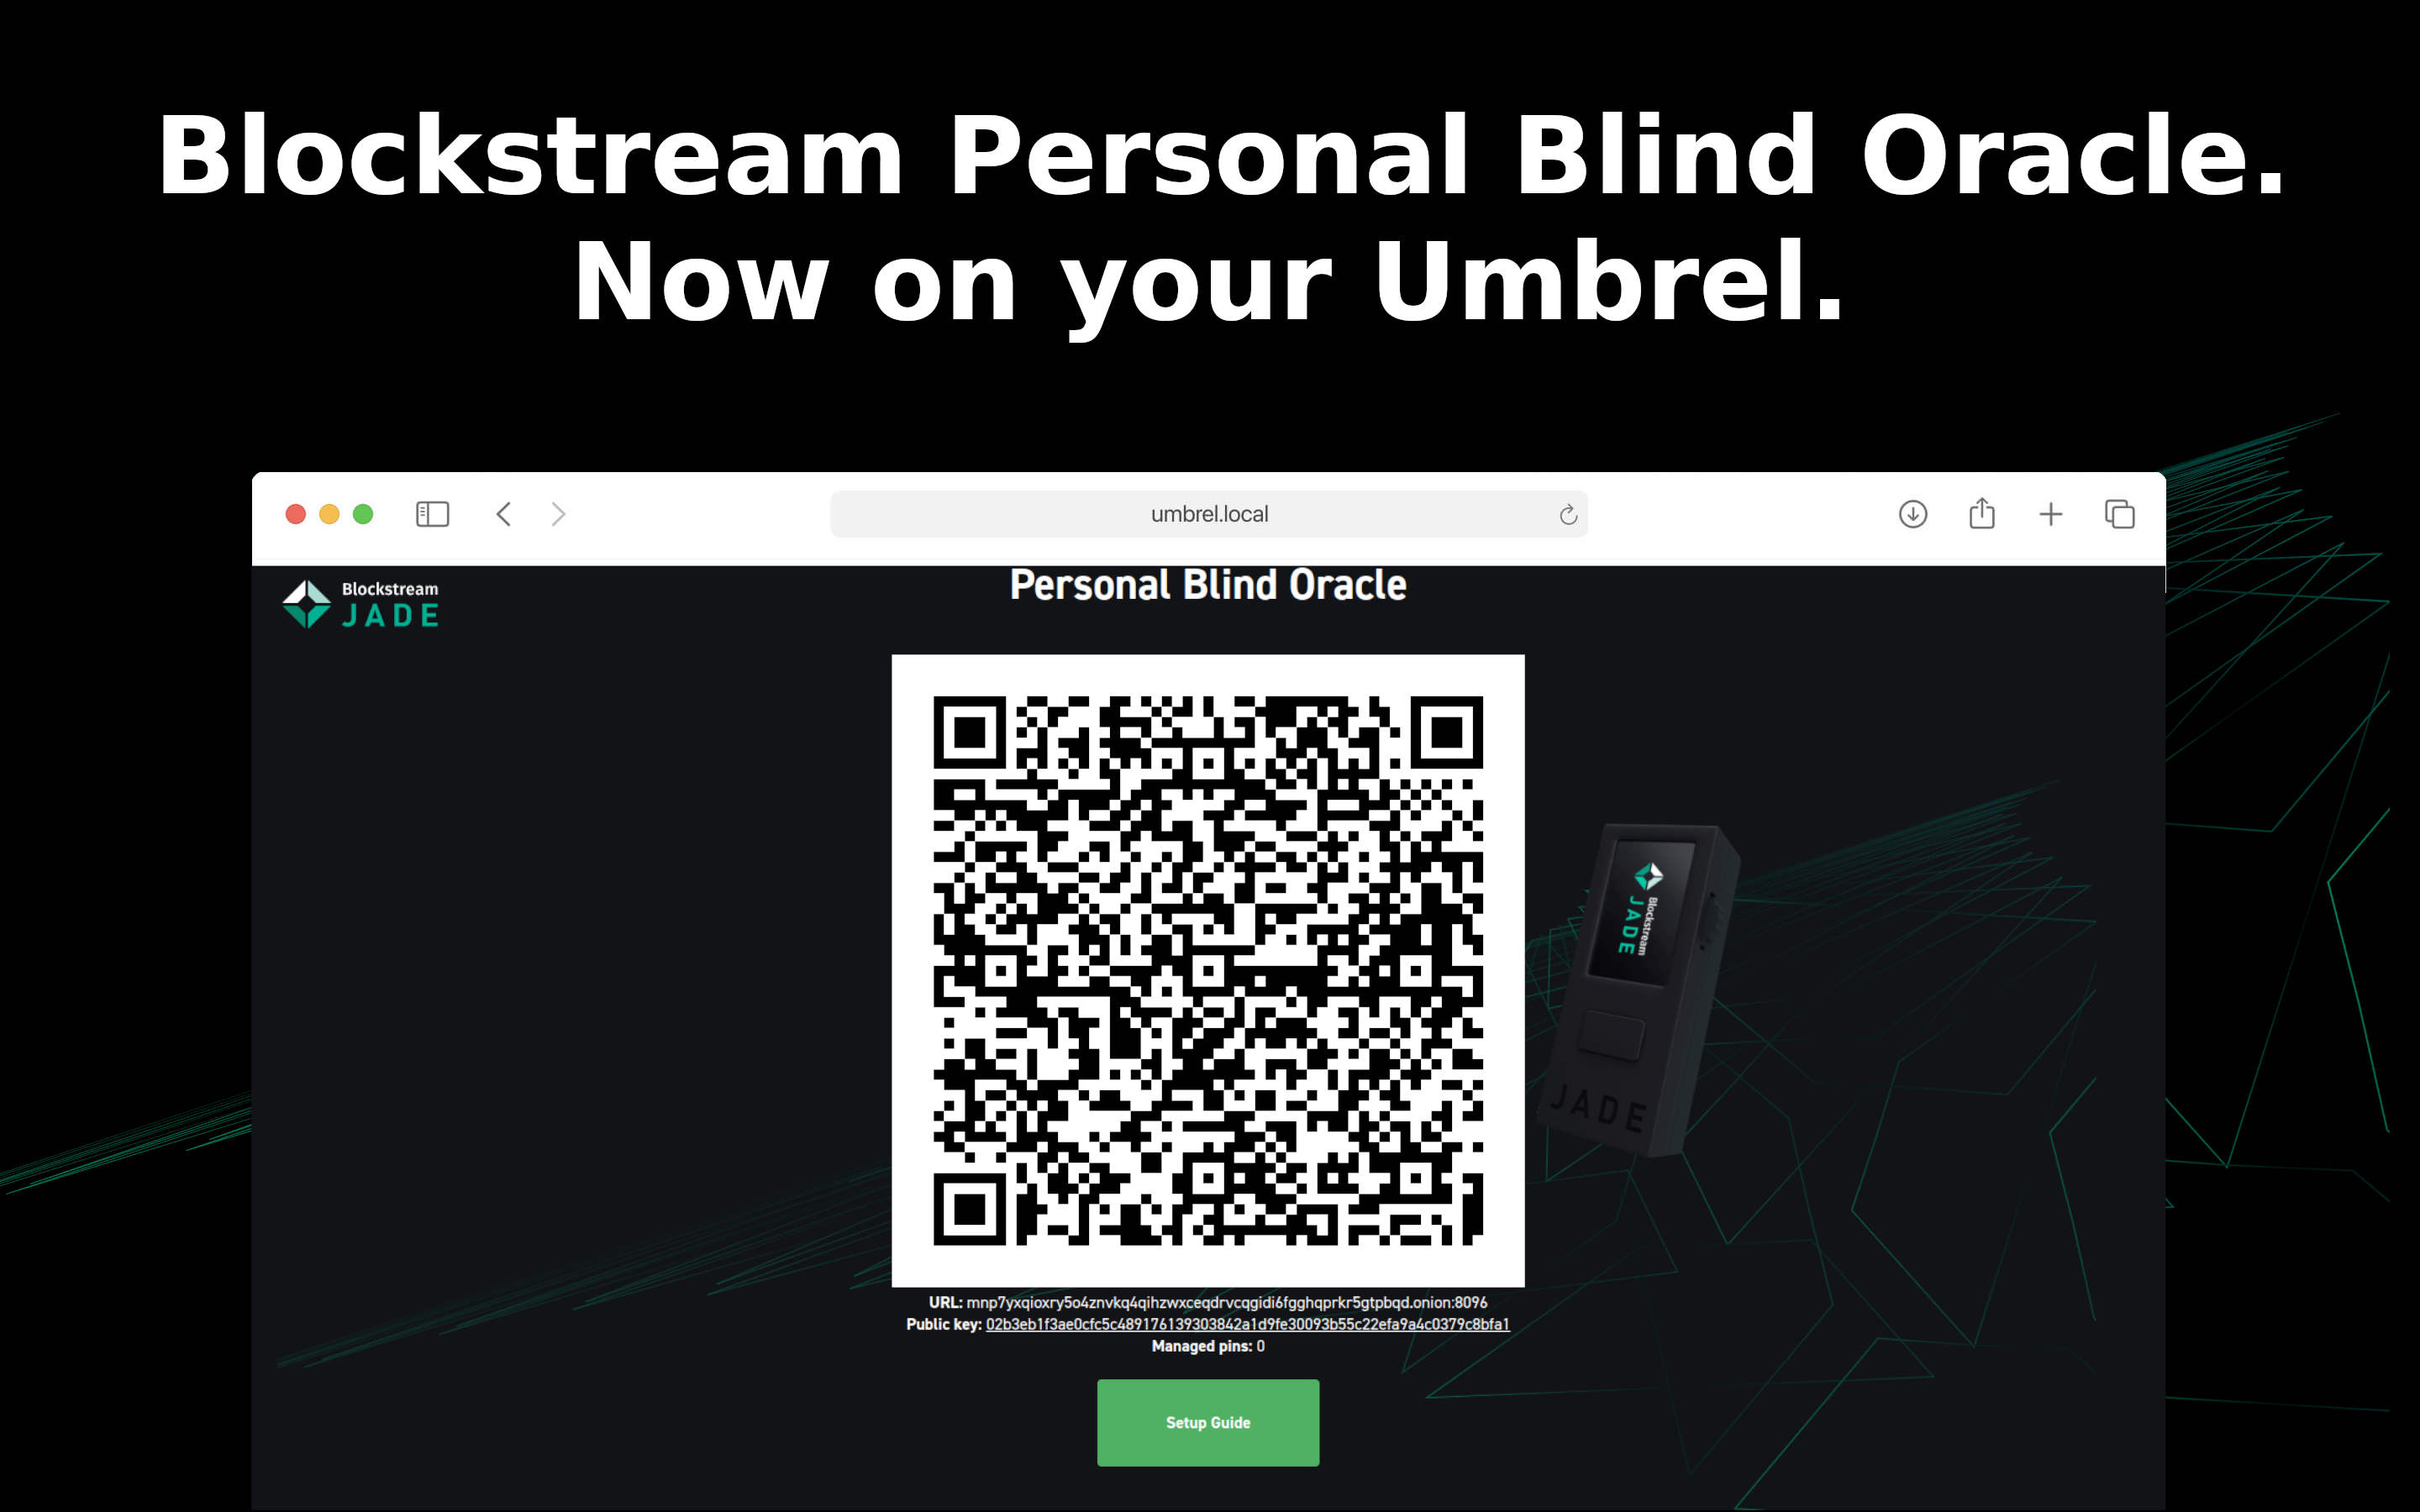 Blockstream Personal Blind Oracle.
Now on your Umbrel.
umbrel.local
Blockstream
JADE
Personal Blind Oracle
Blockstream
JADE
JADE
URL: mnp7yxqioxry5o4znvkq4qihzwxceqdrvcqgidi6fgghqprkr5gtpbqd.onion:8096
Public key: 02b3eb1f3ae0cfc5c489176139303842a1d9fe30093b55c22efa9a4c0379c8bfa1
Managed pins: 0
Setup Guide